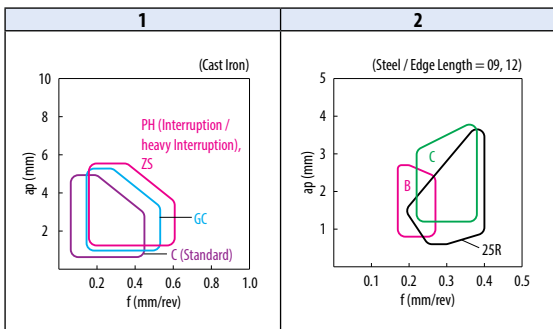 1
2
(Cast Iron)
10
8
6
4
2
ap (mm)
PH (Interruption /
heavy Interruption),
ZS
GC
C (Standard)
0.2 0.4 0.6 0.8 1.0
f (mm/rev)
(Steel / Edge Length = 09, 12)
5
4
3
2
1
ap (mm)
C
B
25R
0.1 0.2 0.3 0.4 0.5
f (mm/rev)